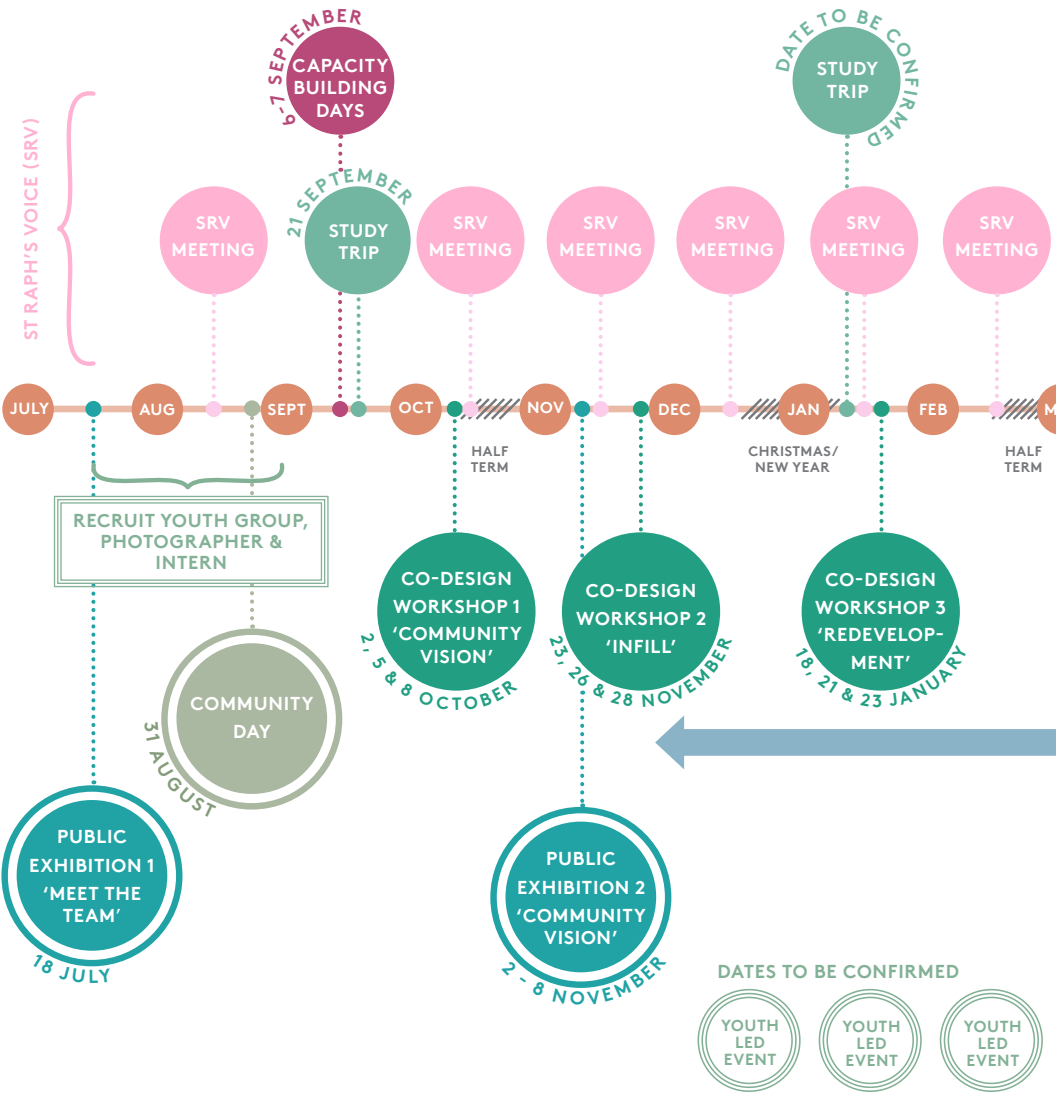 6-7 SEPTEMBER
CAPACITY
BUILDING
DAYS
DATE TO BE CONFIRMED
STUDY
TRIP
ST RAPH'S VOICE (SRV)
SRV
MEETING
21 SEPTEMBER
STUDY
TRIP
SRV
MEETING
SRV
MEETING
SRV
MEETING
SRV
MEETING
SRV
MEETING
JULY
AUG
SEPT
OCT
NOV
DEC
JAN
FEB
HALF
TERM
CHRISTMAS/
NEW YEAR
HALF
TERM
RECRUIT YOUTH GROUP,
PHOTOGRAPHER &
INTERN
CO-DESIGN
WORKSHOP 1
‘COMMUNITY
VISION’
2, 5 & 8 OCTOBER
CO-DESIGN
WORKSHOP 2
‘INFILL’
23, 26 & 28 NOVEMBER
CO-DESIGN
WORKSHOP 3
‘REDEVELOP-
MENT’
18, 21 & 23 JANUARY
COMMUNITY
DAY
31 AUGUST
PUBLIC
EXHIBITION 1
‘MEET THE
TEAM’
18 JULY
PUBLIC
EXHIBITION 2
‘COMMUNITY
VISION’
2 - 8 NOVEMBER
DATES TO BE CONFIRMED
YOUTH
LED
EVENT
YOUTH
LED
EVENT
YOUTH
LED
EVENT